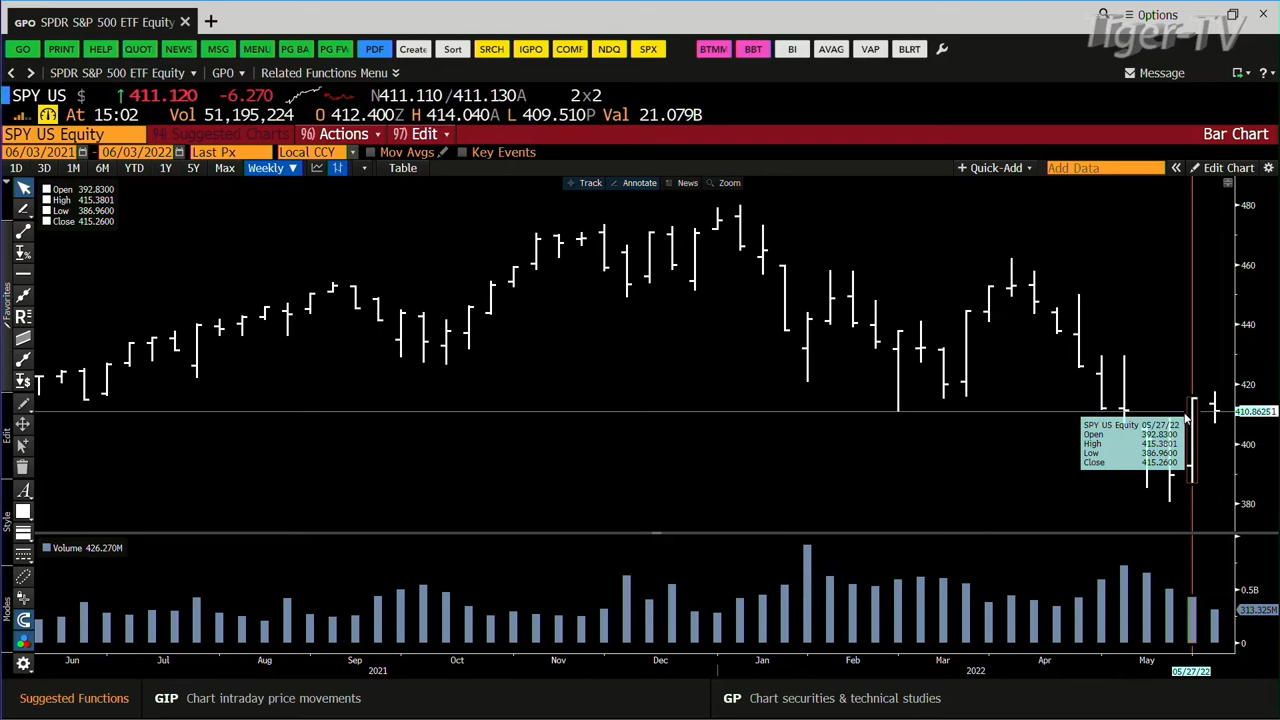 GPO SPDR S&P 500 ETF Equity
Options
Tiger-TV
GO PRINT HELP QUOT NEWS MSG MENU PG BA PG FW PDF Create Sort SRCH IGPO COMF NDQ SPX BTMM BBT BI AVAG VAP BLRT
SPDR S&P 500 ETF Equity GPO Related Functions Menu Message ?
SPY US $ 411.120 -6.270 N411.110/411.130A 2x2
At 15:02 Vol 51,195,224 O 412.400Z H 414.040A L 409.510P Val 21.079B
SPY US Equity 94) Suggested Charts 96) Actions 97) Edit Bar Chart
06/03/2021 - 06/03/2022 Last Px Local CCY Mov Avgs Key Events
1D 3D 1M 6M YTD 1Y 5Y Max Weekly Table + Quick-Add Add Data Edit Chart
Track Annotate News Zoom
Open 392.8300
High 415.3801
Low 386.9600
Close 415.2600
480
460
440
420
410.8625
400
380
SPY US Equity 05/27/22
Open 392.8300
High 415.3801
Low 386.9600
Close 415.2600
Favorites
Edit
Style
Modes
Volume 426.270M
0.5B
313.325M
0
Jun Jul Aug Sep Oct Nov Dec Jan Feb Mar Apr May 05/27/22
2021 2022
Suggested Functions GIP Chart intraday price movements GP Chart securities & technical studies